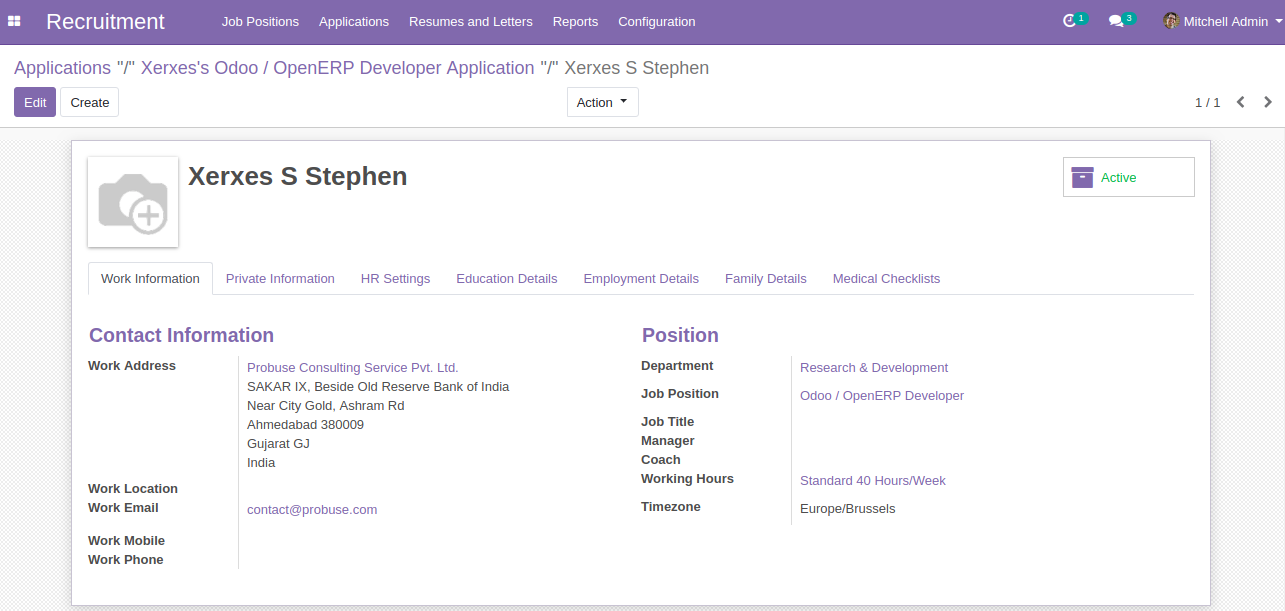 Recruitment Job Positions Applications Resumes and Letters Reports Configuration 1 3 Mitchell Admin
Applications "/" Xerxes's Odoo / OpenERP Developer Application "/" Xerxes S Stephen
Edit Create Action 1 / 1
Xerxes S Stephen
Active
Work Information Private Information HR Settings Education Details Employment Details Family Details Medical Checklists
Contact Information
Work Address Probuse Consulting Service Pvt. Ltd.
SAKAR IX, Beside Old Reserve Bank of India
Near City Gold, Ashram Rd
Ahmedabad 380009
Gujarat GJ
India
Work Location
Work Email contact@probuse.com
Work Mobile
Work Phone
Position
Department Research & Development
Job Position Odoo / OpenERP Developer
Job Title
Manager
Coach
Working Hours Standard 40 Hours/Week
Timezone Europe/Brussels